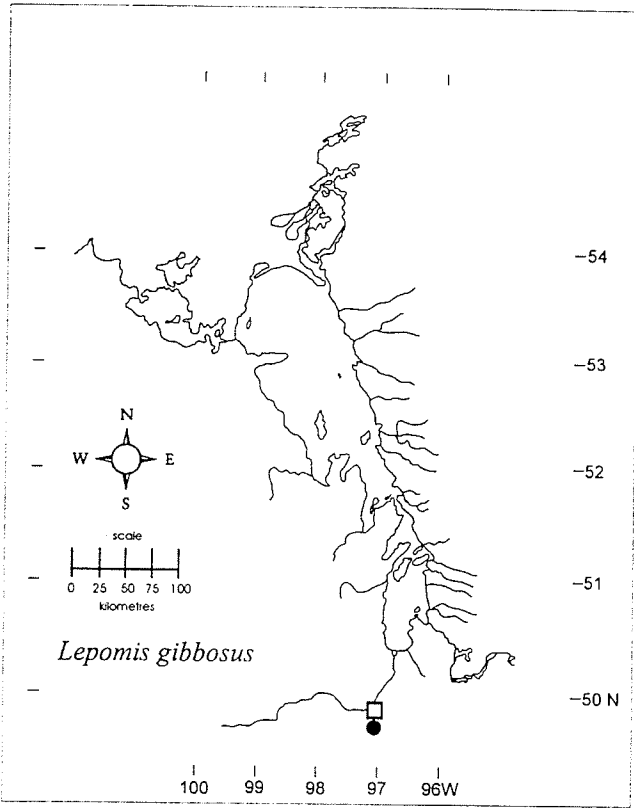 –54
–53
N
W E
S
–52
scale
0 25 50 75 100
kilometres
–51
Lepomis gibbosus
–50 N
100 99 98 97 96W